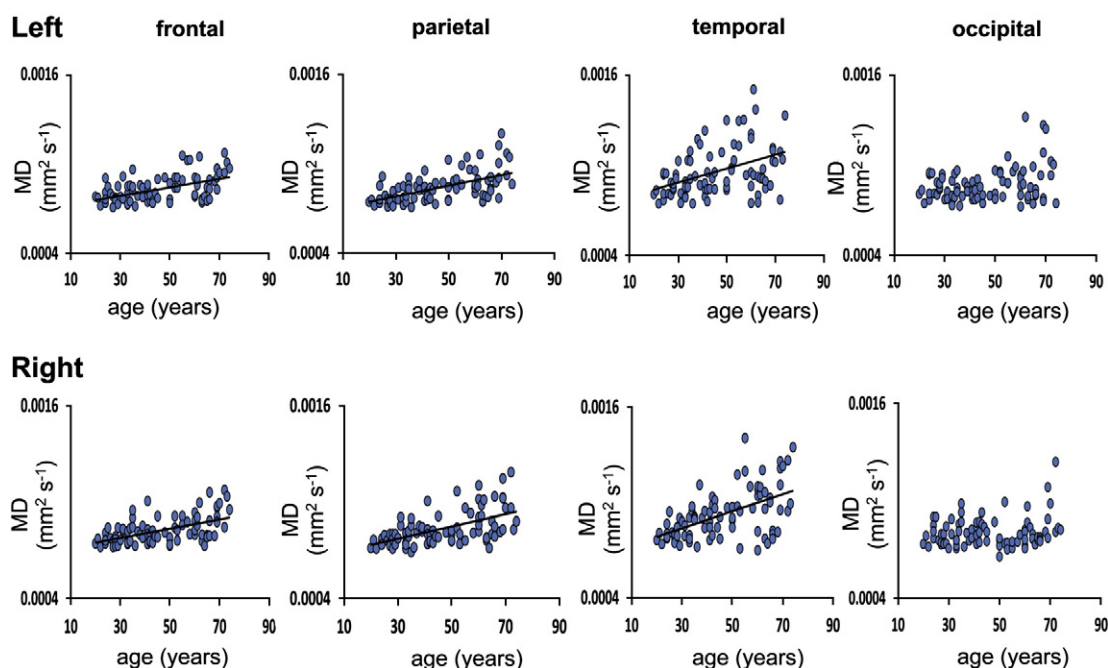 Left frontal parietal temporal occipital
0.0016 0.0016 0.0016 0.0016
MD (mm² s⁻¹) MD (mm² s⁻¹) MD (mm² s⁻¹) MD (mm² s⁻¹)
0.0004 0.0004 0.0004 0.0004
10 30 50 70 90 10 30 50 70 90 10 30 50 70 90 10 30 50 70 90
age (years) age (years) age (years) age (years)
Right
0.0016 0.0016 0.0016 0.0016
MD (mm² s⁻¹) MD (mm² s⁻¹) MD (mm² s⁻¹) MD (mm² s⁻¹)
0.0004 0.0004 0.0004 0.0004
10 30 50 70 90 10 30 50 70 90 10 30 50 70 90 10 30 50 70 90
age (years) age (years) age (years) age (years)